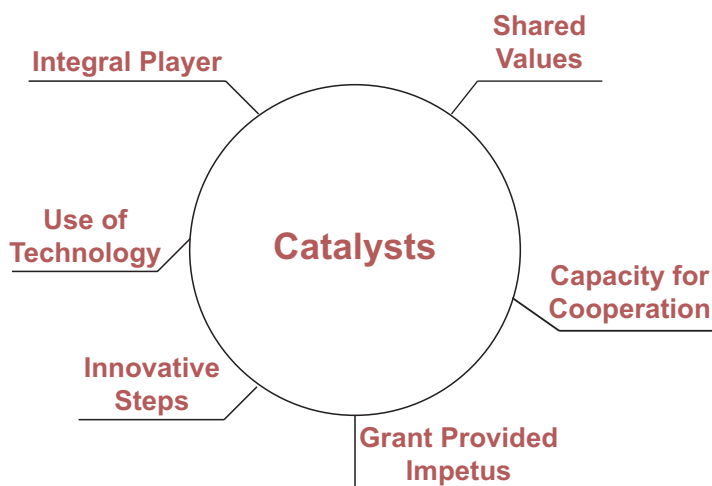 Integral Player
Shared
Values
Use of
Technology
Catalysts
Capacity for
Cooperation
Innovative
Steps
Grant Provided
Impetus